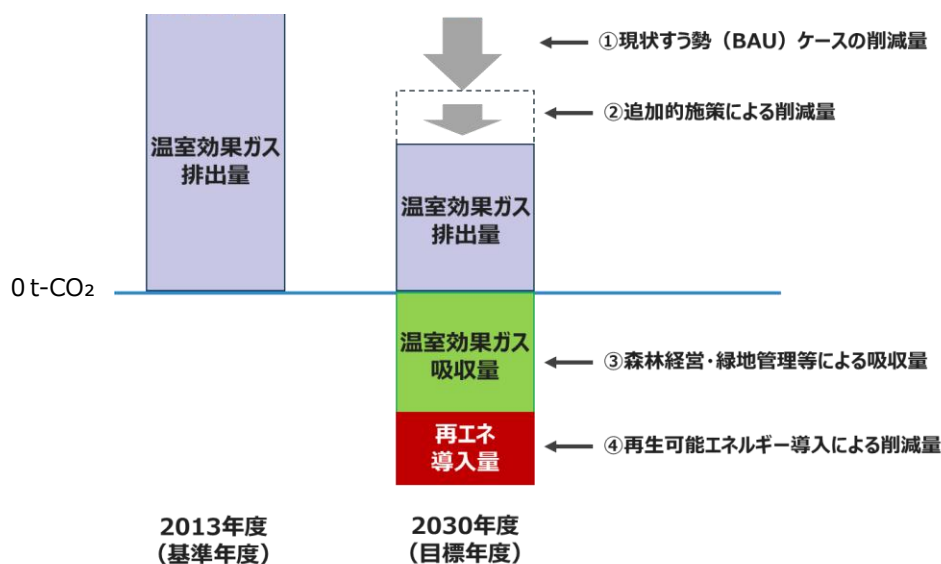 ①現状すう勢（BAU）ケースの削減量
②追加的施策による削減量
温室効果ガス
排出量
温室効果ガス
排出量
0 t-CO₂
温室効果ガス
吸収量
③森林経営・緑地管理等による吸収量
再エネ
導入量
④再生可能エネルギー導入による削減量
2013年度
（基準年度）
2030年度
（目標年度）